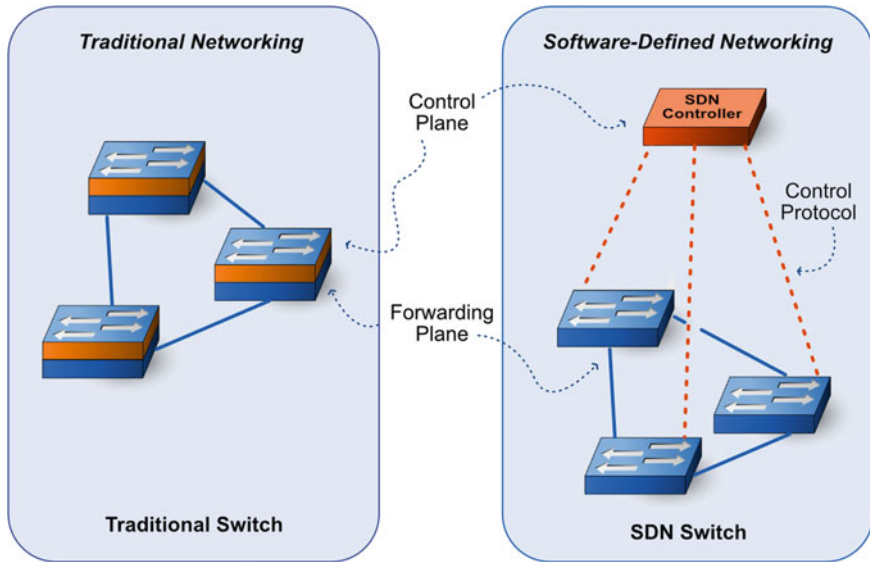 Traditional Networking
Software-Defined Networking
SDN
Controller
Control
Plane
Control
Protocol
Forwarding
Plane
Traditional Switch
SDN Switch